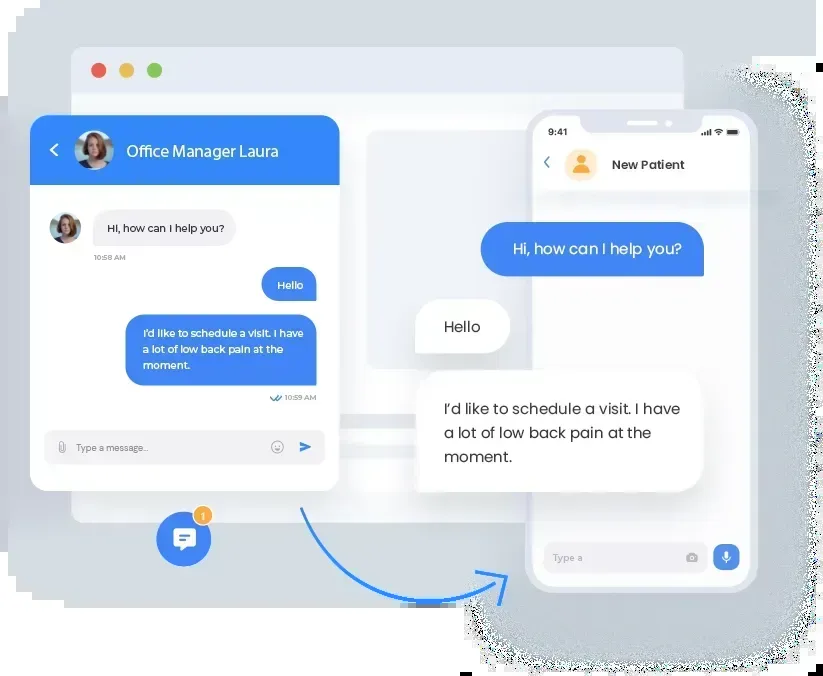 Office Manager Laura
Hi, how can I help you?
10:58 AM
Hello
I'd like to schedule a visit. I have
a lot of low back pain at the
moment.
10:59 AM
Type a message...
1
9:41
New Patient
Hi, how can I help you?
Hello
I'd like to schedule a visit. I have
a lot of low back pain at the
moment.
Type a